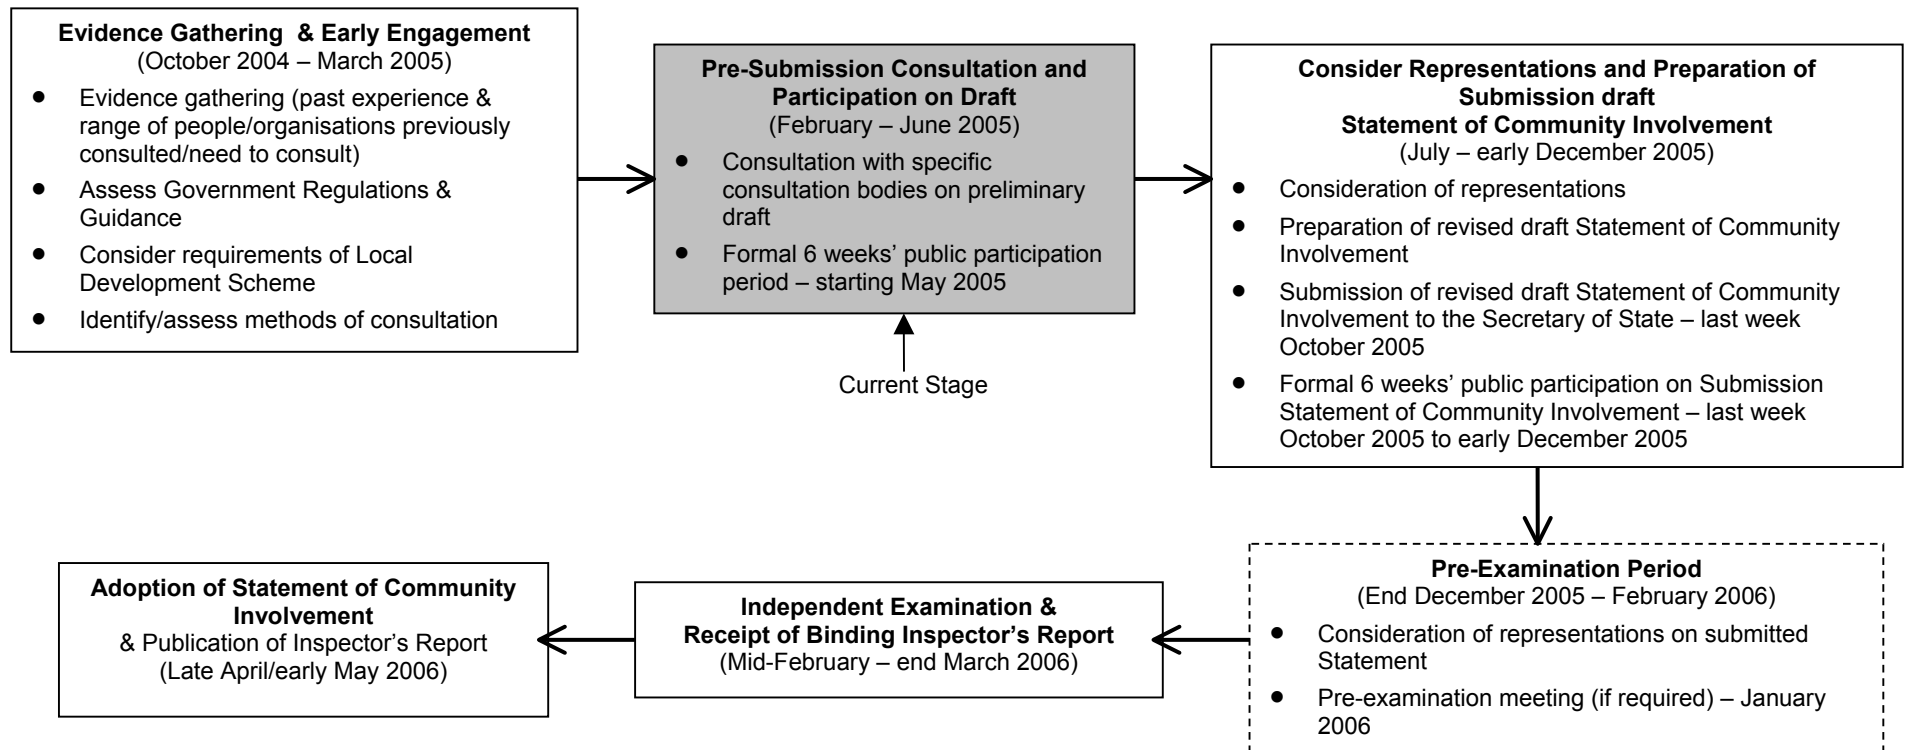 Evidence Gathering & Early Engagement
(October 2004 – March 2005)
● Evidence gathering (past experience &
range of people/organisations previously
consulted/need to consult)
● Assess Government Regulations &
Guidance
● Consider requirements of Local
Development Scheme
● Identify/assess methods of consultation
Pre-Submission Consultation and
Participation on Draft
(February – June 2005)
● Consultation with specific
consultation bodies on preliminary
draft
● Formal 6 weeks’ public participation
period – starting May 2005
Current Stage
Consider Representations and Preparation of
Submission draft
Statement of Community Involvement
(July – early December 2005)
● Consideration of representations
● Preparation of revised draft Statement of Community
Involvement
● Submission of revised draft Statement of Community
Involvement to the Secretary of State – last week
October 2005
● Formal 6 weeks’ public participation on Submission
Statement of Community Involvement – last week
October 2005 to early December 2005
Pre-Examination Period
(End December 2005 – February 2006)
● Consideration of representations on submitted
Statement
● Pre-examination meeting (if required) – January
2006
Independent Examination &
Receipt of Binding Inspector’s Report
(Mid-February – end March 2006)
Adoption of Statement of Community
Involvement
& Publication of Inspector’s Report
(Late April/early May 2006)